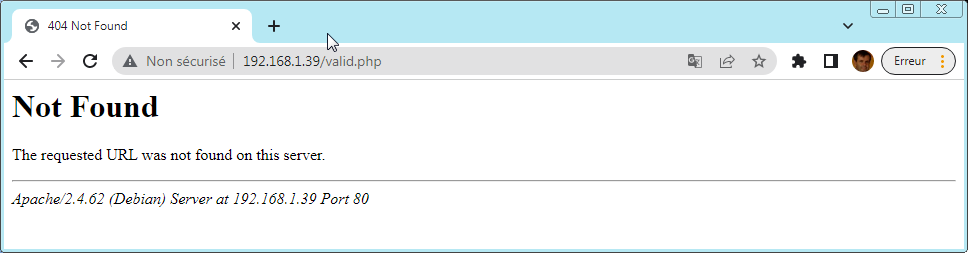 404 Not Found
Non sécurisé 192.168.1.39/valid.php Erreur
Not Found
The requested URL was not found on this server.
Apache/2.4.62 (Debian) Server at 192.168.1.39 Port 80